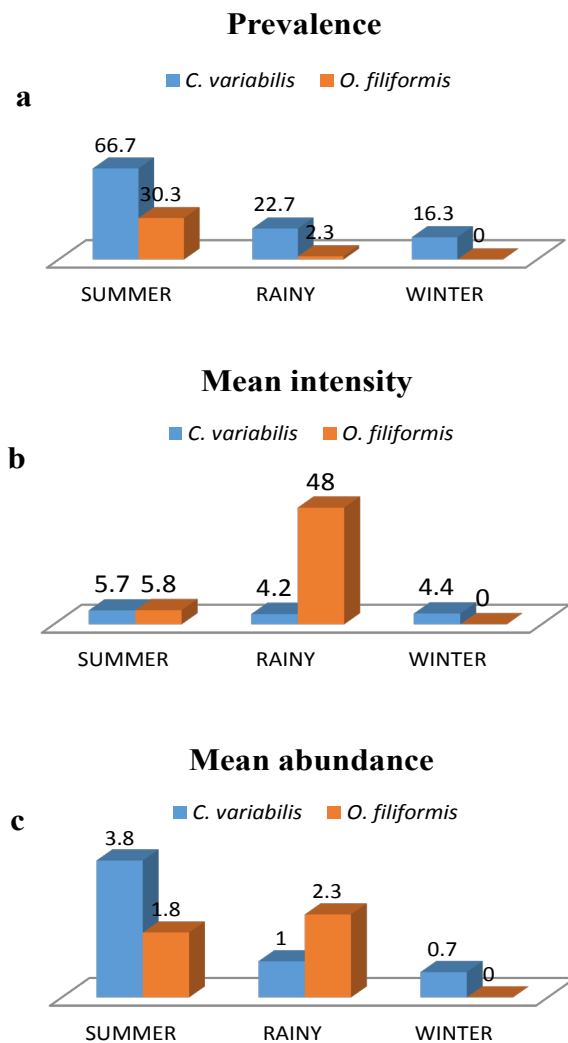 Prevalence
C. variabilis O. filiformis
a
66.7
30.3
22.7
2.3
16.3
0
SUMMER RAINY WINTER
Mean intensity
C. variabilis O. filiformis
b
48
5.7 5.8
4.2
4.4 0
SUMMER RAINY WINTER
Mean abundance
C. variabilis O. filiformis
c
3.8
1.8
1
2.3
0.7
0
SUMMER RAINY WINTER